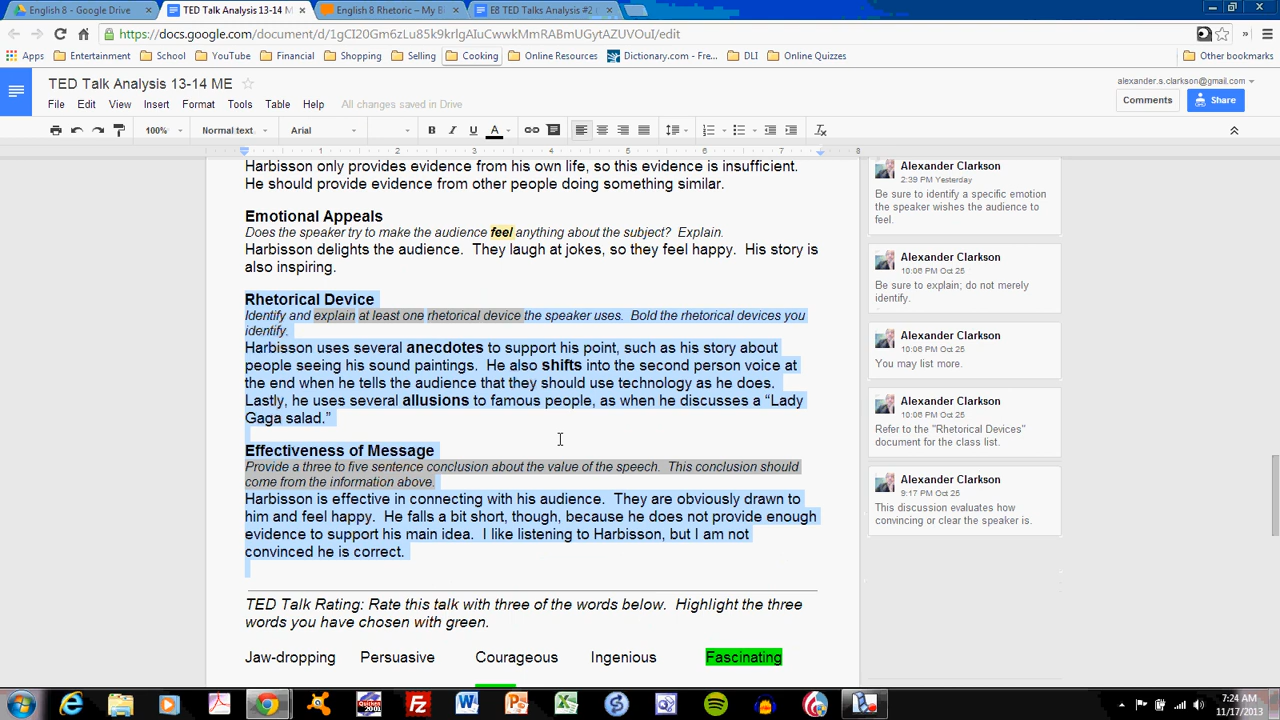 English 8 - Google Drive
TED Talk Analysis 13-14 M
English 8 Rhetoric – My B
E8 TED Talks Analysis #2
https://docs.google.com/document/d/1gCI20Gm6zLu85k9krlgAIuCwwkMmRABmUGytAZUVOuI/edit
Apps Entertainment School YouTube Financial Shopping Selling Cooking Online Resources Dictionary.com - Fre... DLI Online Quizzes Other bookmarks
TED Talk Analysis 13-14 ME
alexander.s.clarkson@gmail.com
File Edit View Insert Format Tools Table Help All changes saved in Drive
Comments Share
100% Normal text Arial B I U A
1 2 3 4 5 6 7 8
Harbisson only provides evidence from his own life, so this evidence is insufficient.
He should provide evidence from other people doing something similar.
Emotional Appeals
Does the speaker try to make the audience feel anything about the subject? Explain.
Harbisson delights the audience. They laugh at jokes, so they feel happy. His story is
also inspiring.
Rhetorical Device
Identify and explain at least one rhetorical device the speaker uses. Bold the rhetorical devices you
identify.
Harbisson uses several anecdotes to support his point, such as his story about
people seeing his sound paintings. He also shifts into the second person voice at
the end when he tells the audience that they should use technology as he does.
Lastly, he uses several allusions to famous people, as when he discusses a “Lady
Gaga salad.”
Effectiveness of Message
Provide a three to five sentence conclusion about the value of the speech. This conclusion should
come from the information above.
Harbisson is effective in connecting with his audience. They are obviously drawn to
him and feel happy. He falls a bit short, though, because he does not provide enough
evidence to support his main idea. I like listening to Harbisson, but I am not
convinced he is correct.
TED Talk Rating: Rate this talk with three of the words below. Highlight the three
words you have chosen with green.
Jaw-dropping Persuasive Courageous Ingenious Fascinating
Alexander Clarkson
2:39 PM Yesterday
Be sure to identify a specific emotion
the speaker wishes the audience to
feel.
Alexander Clarkson
10:06 PM Oct 25
Be sure to explain; do not merely
identify.
Alexander Clarkson
10:06 PM Oct 25
You may list more.
Alexander Clarkson
10:06 PM Oct 25
Refer to the "Rhetorical Devices"
document for the class list.
Alexander Clarkson
9:17 PM Oct 25
This discussion evaluates how
convincing or clear the speaker is.
7:24 AM
11/17/2013